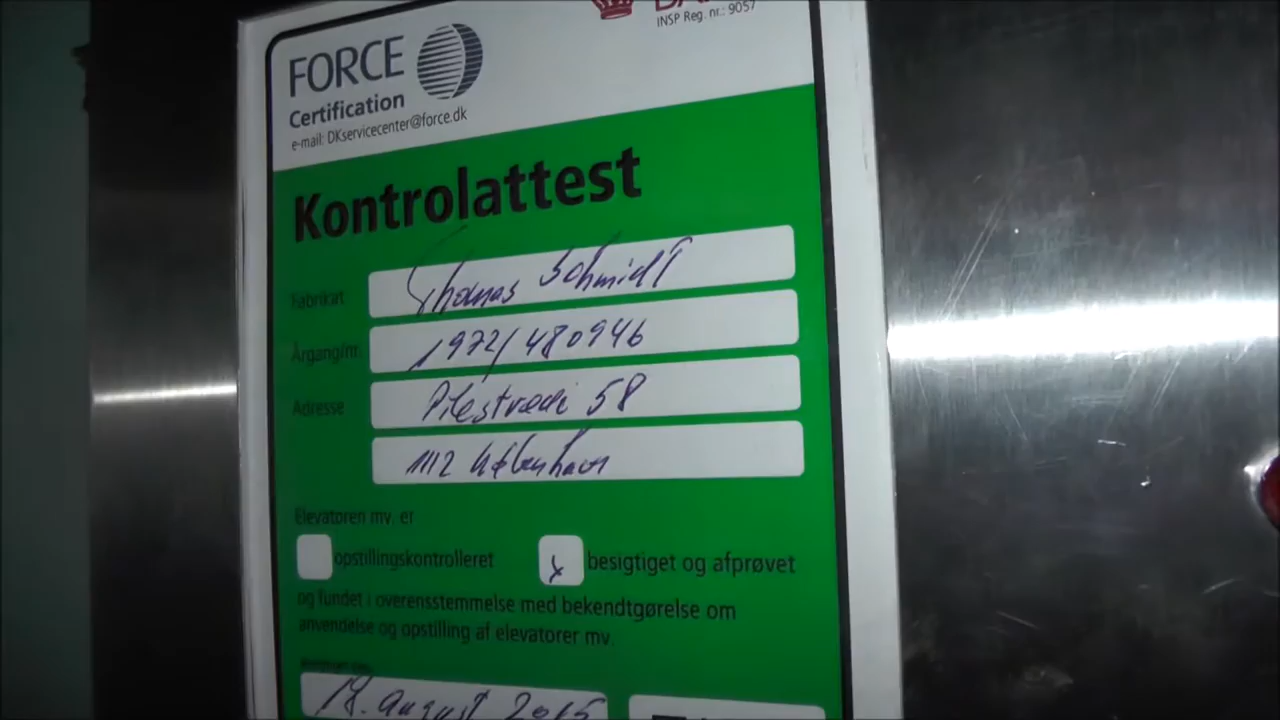 FORCE
Certification
e-mail: DKservicecenter@force.dk
INSP Reg. nr.: 9057
Kontrolattest
Fabrikat Thomas Schmidt
Årgang/nr. 1972/480946
Adresse Pilestræde 58
1112 København
Elevatoren mv. er
opstillingskontrolleret x besigtiget og afprøvet
og fundet i overensstemmelse med bekendtgørelse om
anvendelse og opstilling af elevatorer mv.
18. august 2015